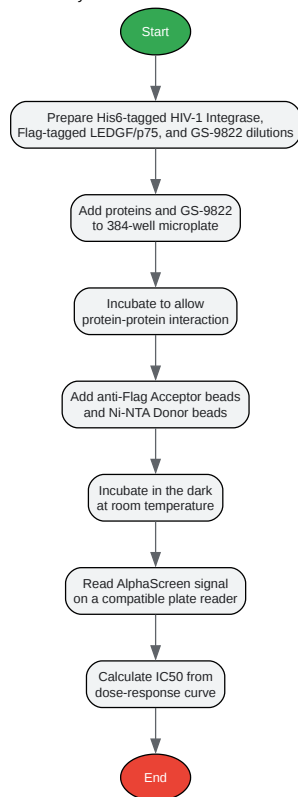 Start
Prepare His6-tagged HIV-1 Integrase,
Flag-tagged LEDGF/p75, and GS-9822 dilutions
Add proteins and GS-9822
to 384-well microplate
Incubate to allow
protein-protein interaction
Add anti-Flag Acceptor beads
and Ni-NTA Donor beads
Incubate in the dark
at room temperature
Read AlphaScreen signal
on a compatible plate reader
Calculate IC50 from
dose-response curve
End